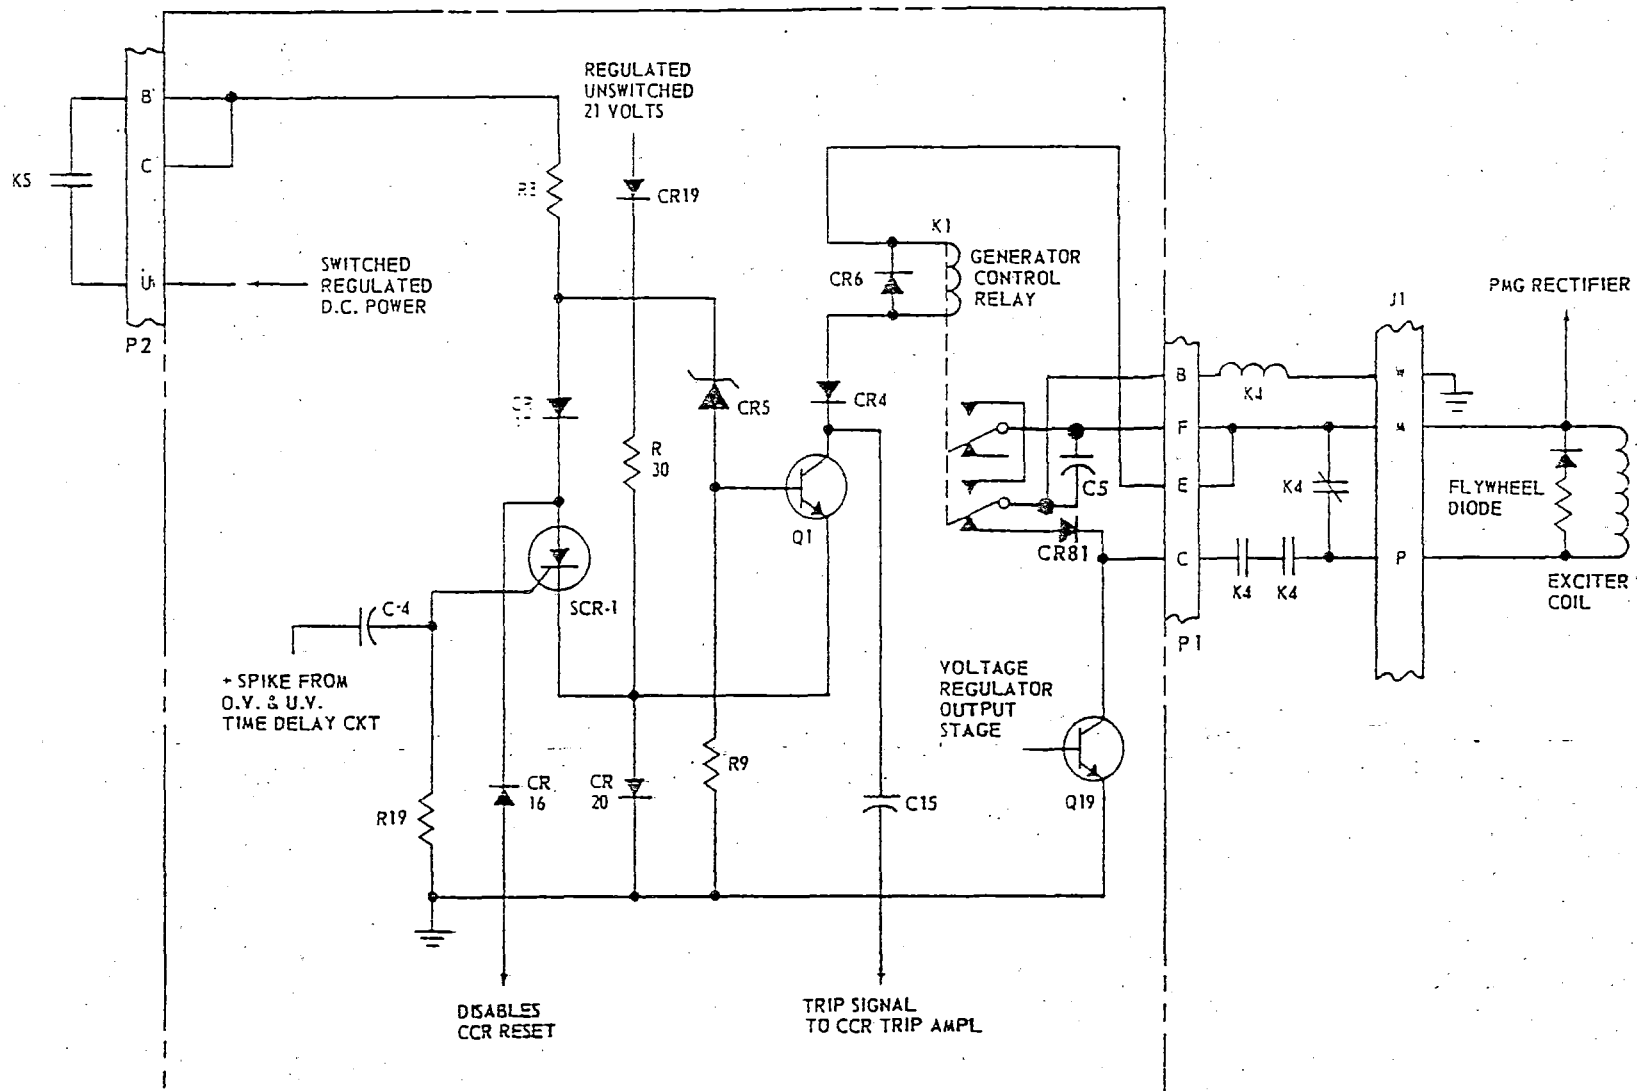 B
C
K5
P2
SWITCHED
REGULATED
D.C. POWER
REGULATED
UNSWITCHED
21 VOLTS
CR19
R
30
CR5
CR4
CR6
K1
GENERATOR
CONTROL
RELAY
Q1
C5
CR81
SCR-1
C-4
+ SPIKE FROM
O.V. & U.V.
TIME DELAY CKT
R19
CR
16
CR
20
R9
C15
VOLTAGE
REGULATOR
OUTPUT
STAGE
Q19
DISABLES
CCR RESET
TRIP SIGNAL
TO CCR TRIP AMPL
B
F
E
C
P1
K4
K4
K4
K4
J1
P
PMG RECTIFIER
FLYWHEEL
DIODE
EXCITER
COIL